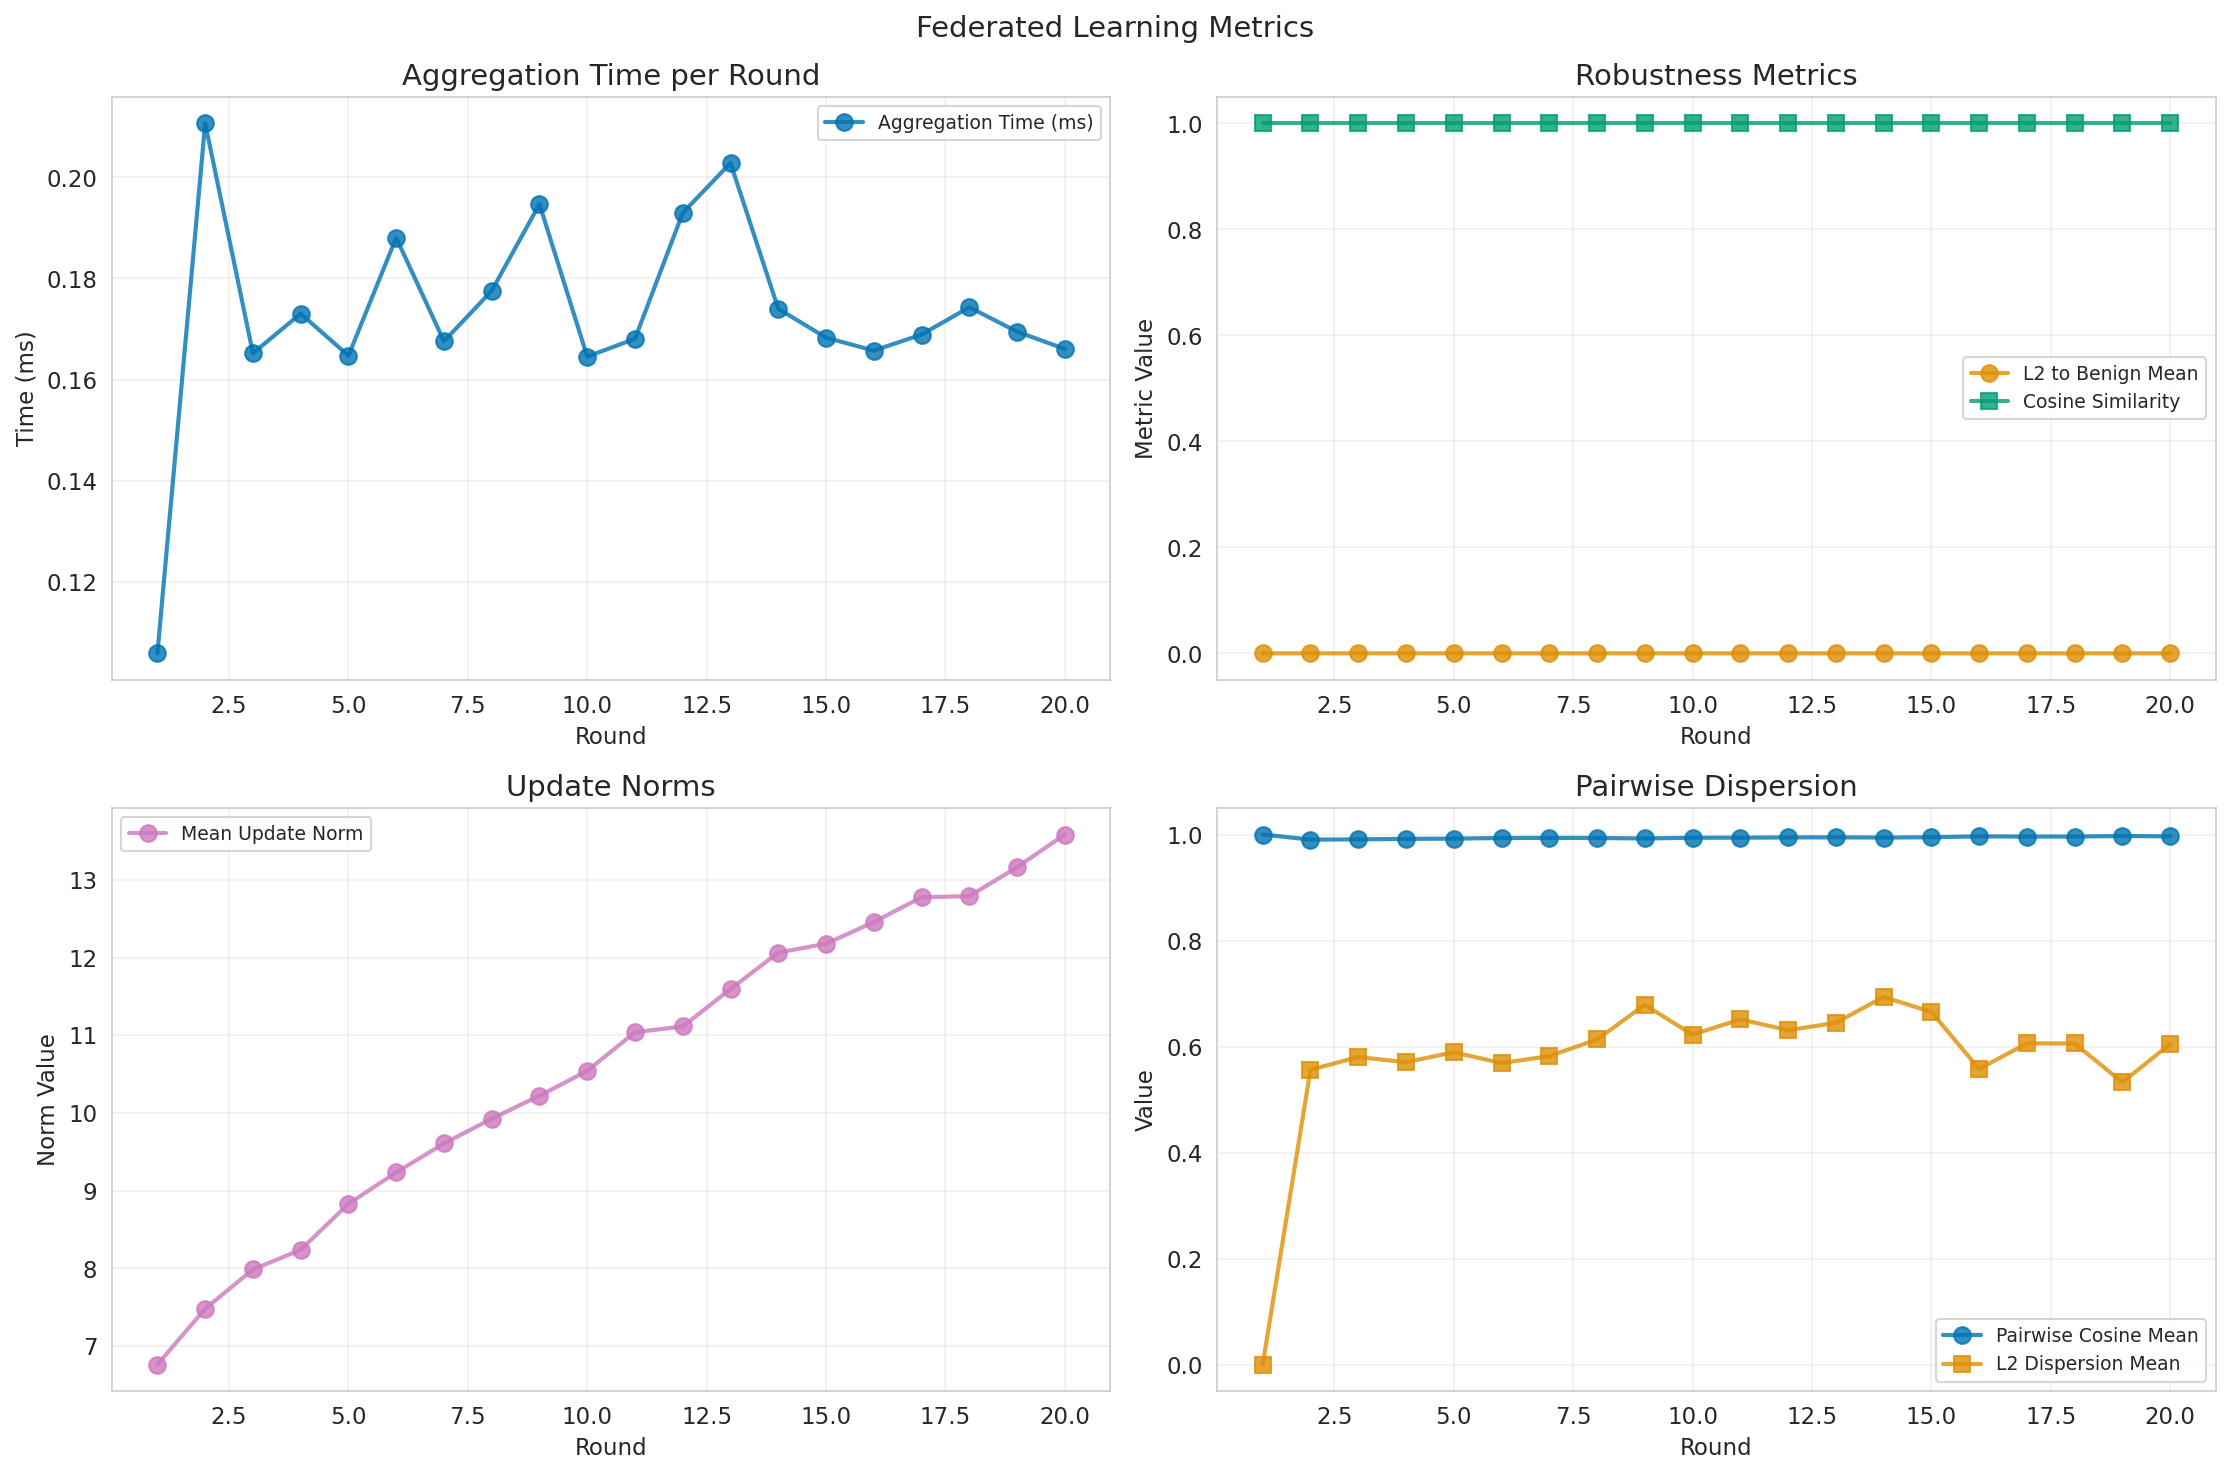 Federated Learning Metrics
Aggregation Time per Round
Aggregation Time (ms)
Time (ms)
0.20
0.18
0.16
0.14
0.12
2.5 5.0 7.5 10.0 12.5 15.0 17.5 20.0
Round
Robustness Metrics
Metric Value
1.0
0.8
0.6
0.4
0.2
0.0
L2 to Benign Mean
Cosine Similarity
2.5 5.0 7.5 10.0 12.5 15.0 17.5 20.0
Round
Update Norms
Mean Update Norm
Norm Value
13
12
11
10
9
8
7
2.5 5.0 7.5 10.0 12.5 15.0 17.5 20.0
Round
Pairwise Dispersion
Value
1.0
0.8
0.6
0.4
0.2
0.0
Pairwise Cosine Mean
L2 Dispersion Mean
2.5 5.0 7.5 10.0 12.5 15.0 17.5 20.0
Round